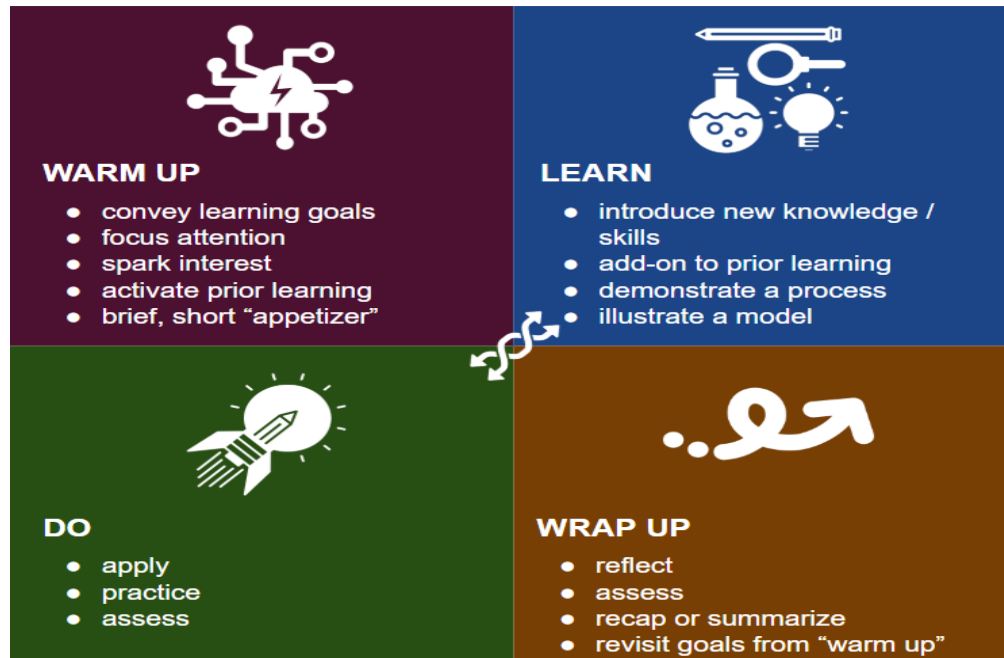 WARM UP
● convey learning goals
● focus attention
● spark interest
● activate prior learning
● brief, short “appetizer”
LEARN
● introduce new knowledge /
skills
● add-on to prior learning
● demonstrate a process
● illustrate a model
DO
● apply
● practice
● assess
WRAP UP
● reflect
● assess
● recap or summarize
● revisit goals from “warm up”